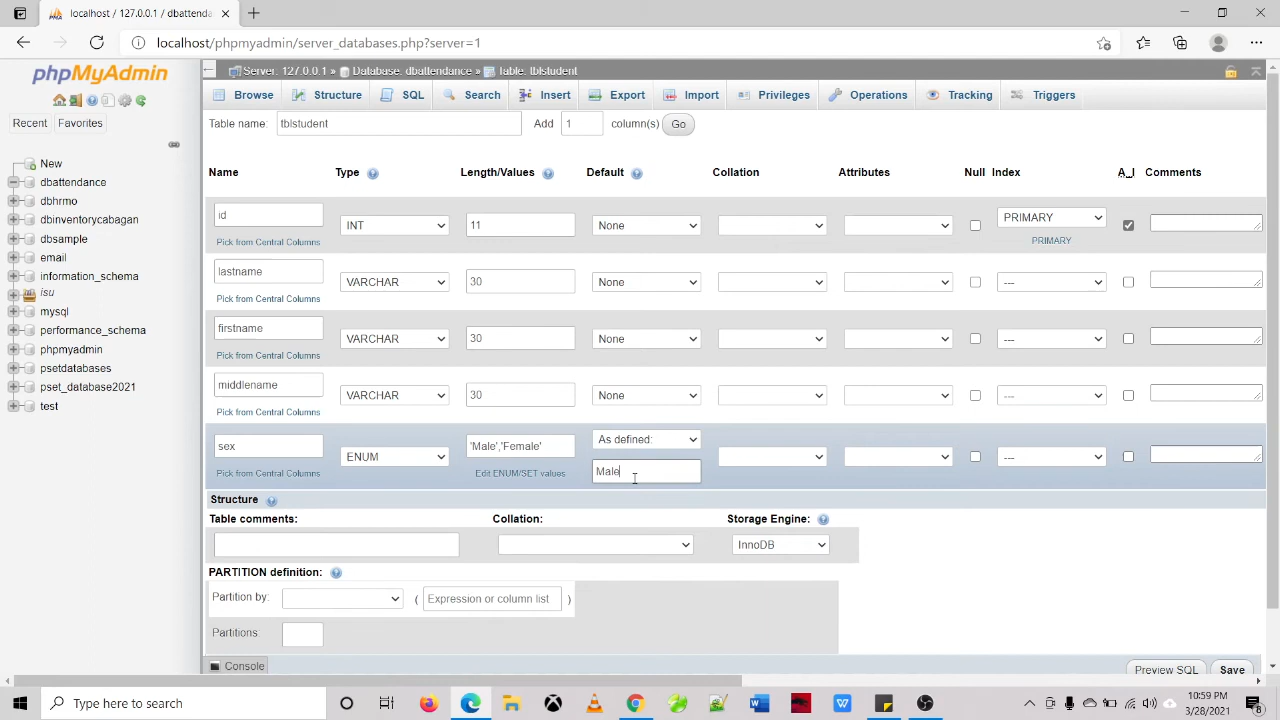 localhost / 127.0.0.1 / dbattenda
localhost/phpmyadmin/server_databases.php?server=1
phpMyAdmin
Recent Favorites
New
dbattendance
dbhrmo
dbinventorycabagan
dbsample
email
information_schema
isu
mysql
performance_schema
phpmyadmin
psetdatabases
pset_database2021
test
Server: 127.0.0.1 » Database: dbattendance » Table: tblstudent
Browse Structure SQL Search Insert Export Import Privileges Operations Tracking Triggers
Table name: tblstudent Add 1 column(s) Go
Name Type Length/Values Default Collation Attributes Null Index A_I Comments
id INT 11 None PRIMARY
Pick from Central Columns PRIMARY
lastname VARCHAR 30 None ---
Pick from Central Columns
firstname VARCHAR 30 None ---
Pick from Central Columns
middlename VARCHAR 30 None ---
Pick from Central Columns
sex ENUM 'Male','Female' As defined: ---
Pick from Central Columns Edit ENUM/SET values Male
Structure
Table comments: Collation: Storage Engine:
InnoDB
PARTITION definition:
Partition by: ( Expression or column list )
Partitions:
Console Preview SQL Save
Type here to search
10:59 PM
3/28/2021
6